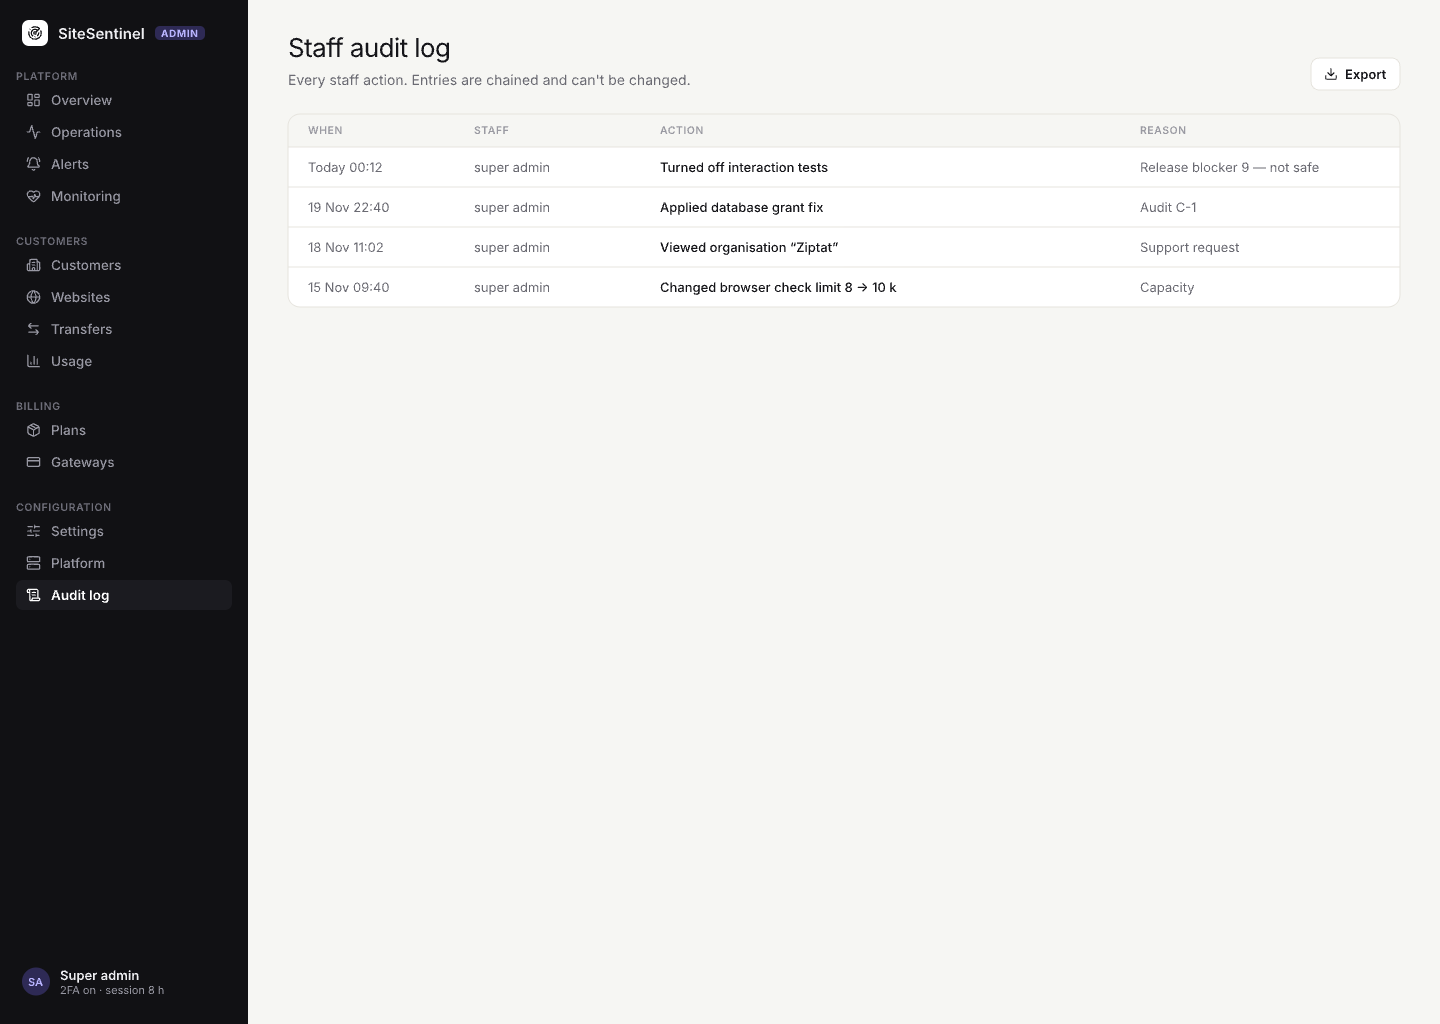 SiteSentinel ADMIN
PLATFORM
Overview
Operations
Alerts
Monitoring
CUSTOMERS
Customers
Websites
Transfers
Usage
BILLING
Plans
Gateways
CONFIGURATION
Settings
Platform
Audit log
SA
Super admin
2FA on · session 8 h
Staff audit log
Every staff action. Entries are chained and can't be changed.
Export
WHEN STAFF ACTION REASON
Today 00:12 super admin Turned off interaction tests Release blocker 9 — not safe
19 Nov 22:40 super admin Applied database grant fix Audit C-1
18 Nov 11:02 super admin Viewed organisation “Ziptat” Support request
15 Nov 09:40 super admin Changed browser check limit 8 → 10 k Capacity